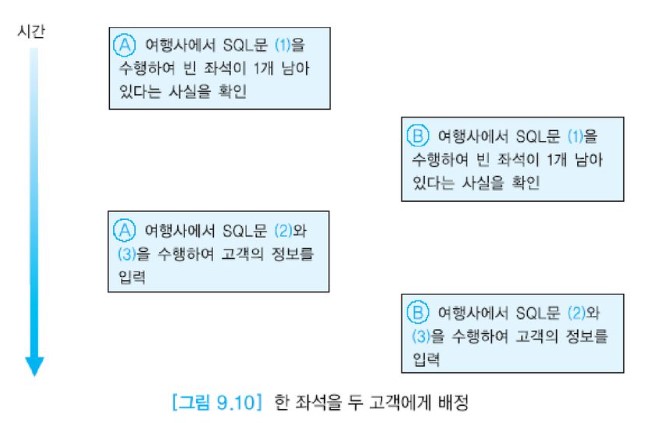 시간
Ⓐ 여행사에서 SQL문 (1)을
수행하여 빈 좌석이 1개 남아
있다는 사실을 확인
Ⓑ 여행사에서 SQL문 (1)을
수행하여 빈 좌석이 1개 남아
있다는 사실을 확인
Ⓐ 여행사에서 SQL문 (2)와
(3)을 수행하여 고객의 정보를
입력
Ⓑ 여행사에서 SQL문 (2)와
(3)을 수행하여 고객의 정보를
입력
[그림 9.10] 한 좌석을 두 고객에게 배정